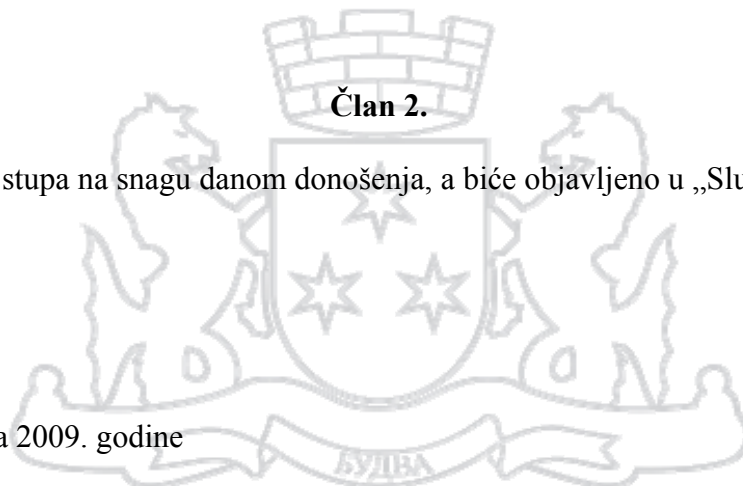 Član 2.
stupa na snagu danom donošenja, a biće objavljeno u „Slu
a 2009. godine
БУДВА